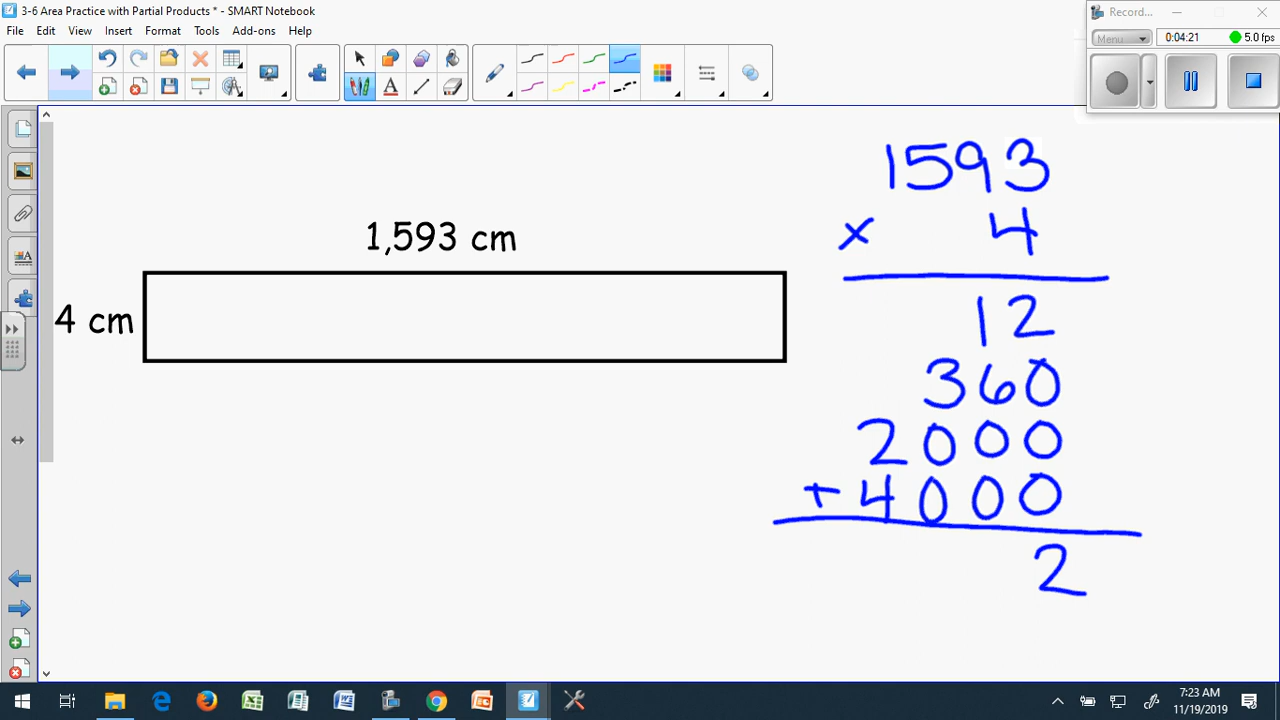 3-6 Area Practice with Partial Products * - SMART Notebook
File Edit View Insert Format Tools Add-ons Help
Record...
Menu 0:04:21 5.0 fps
1,593 cm
4 cm
1593
x 4
12
360
2000
+4000
2
7:23 AM
11/19/2019